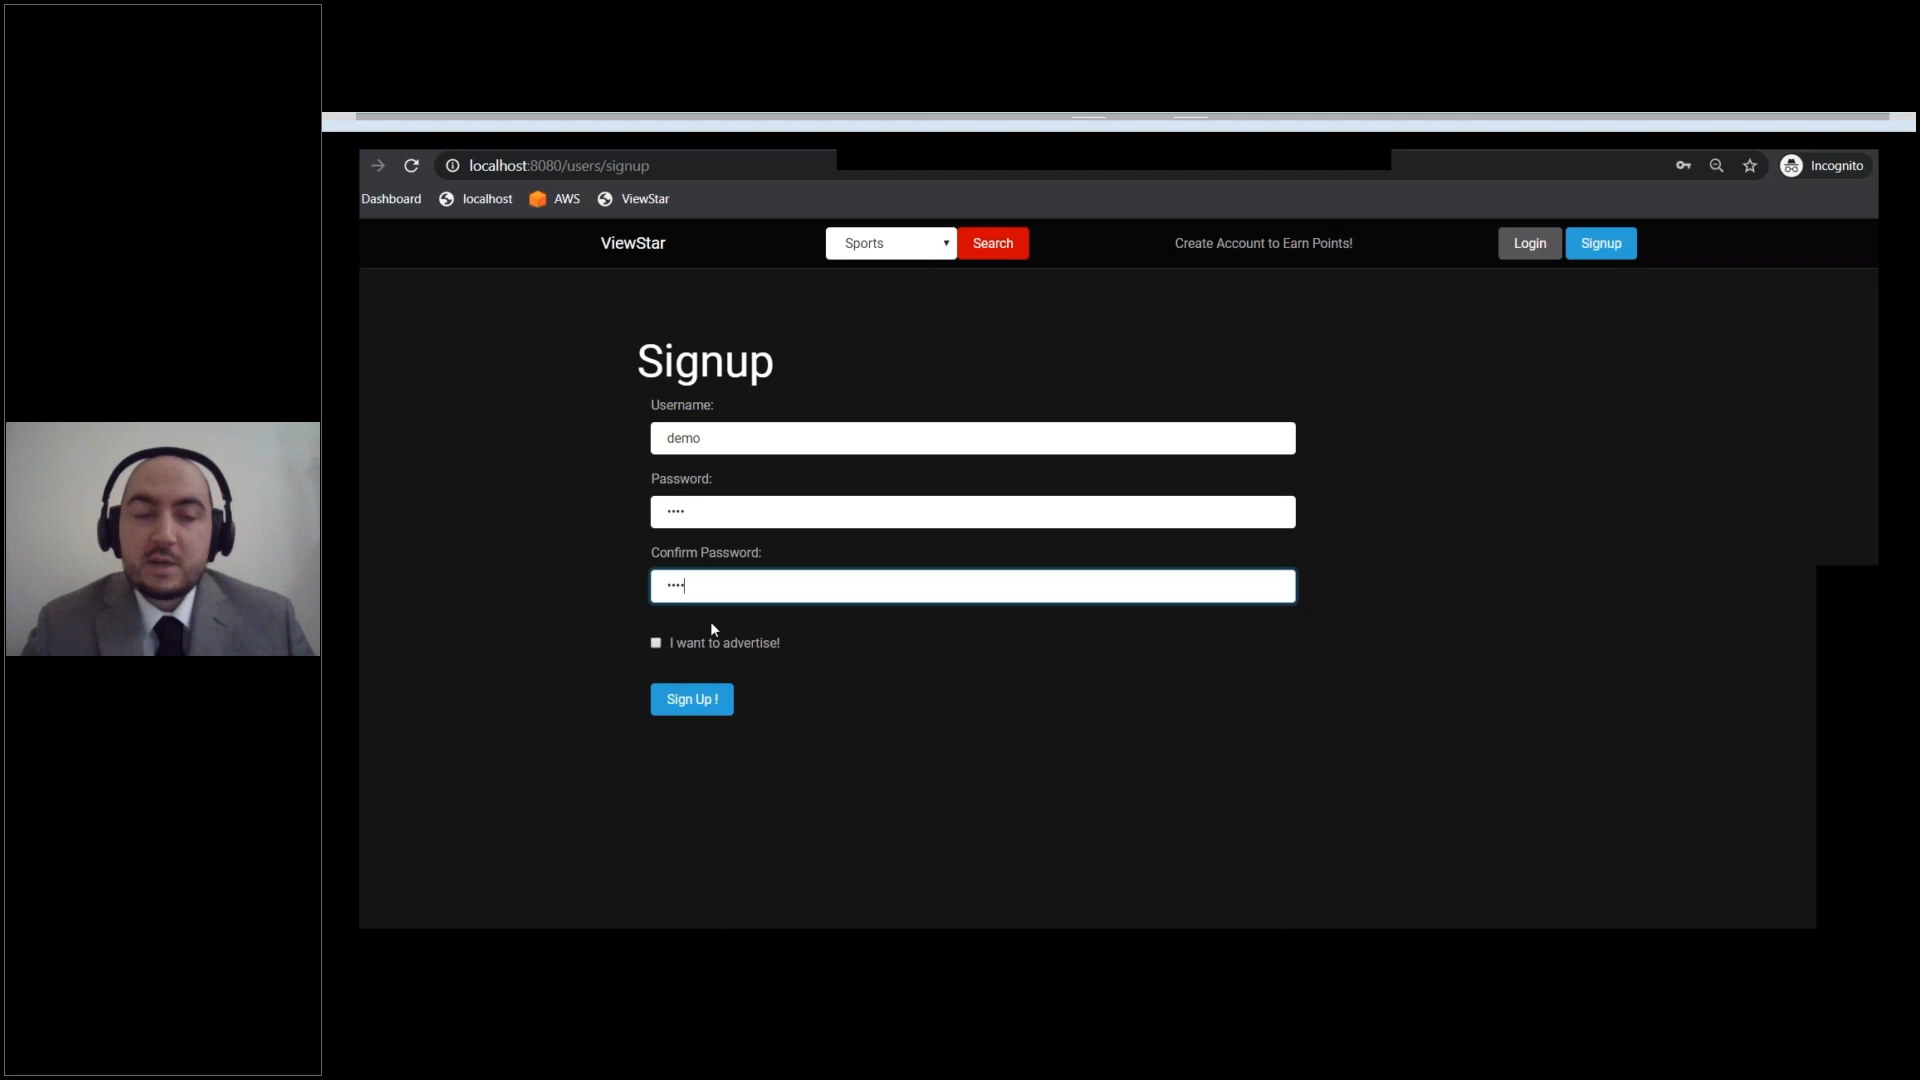 localhost:8080/users/signup
Incognito
Dashboard localhost AWS ViewStar
ViewStar Sports Search Create Account to Earn Points! Login Signup
Signup
Username:
demo
Password:
••••
Confirm Password:
••••
I want to advertise!
Sign Up !